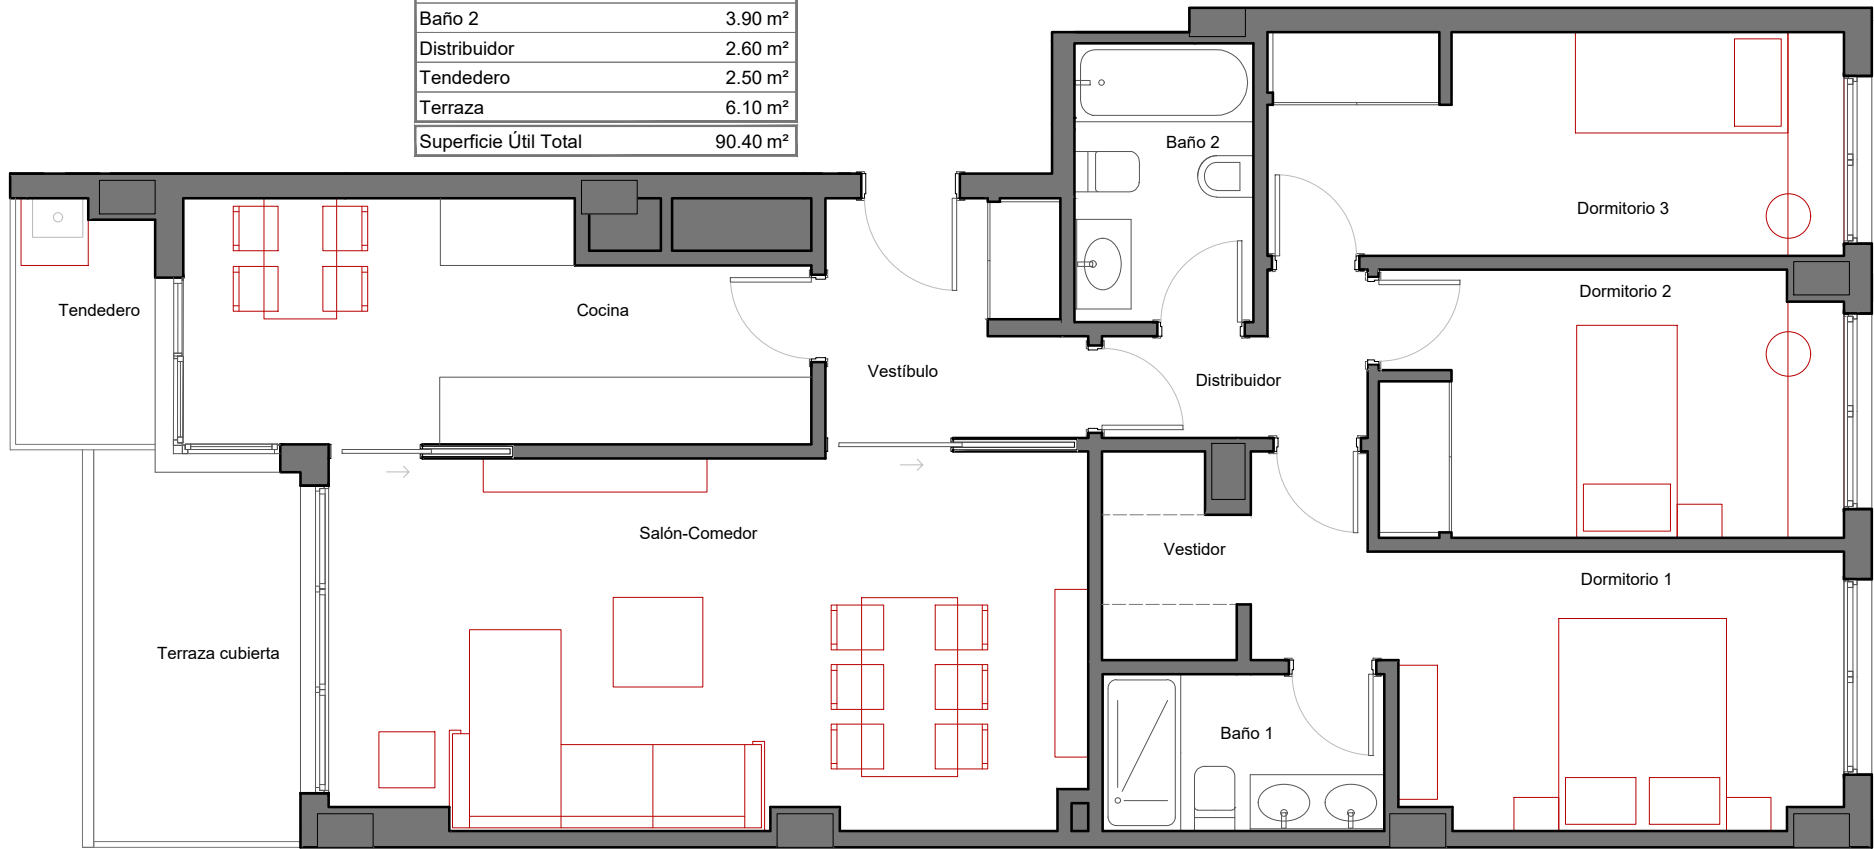 Baño 2 3.90 m²
Distribuidor 2.60 m²
Tendedero 2.50 m²
Terraza 6.10 m²
Superficie Útil Total 90.40 m²
Baño 2
Dormitorio 3
Tendedero
Cocina
Dormitorio 2
Vestíbulo
Distribuidor
Salón-Comedor
Vestidor
Dormitorio 1
Terraza cubierta
Baño 1